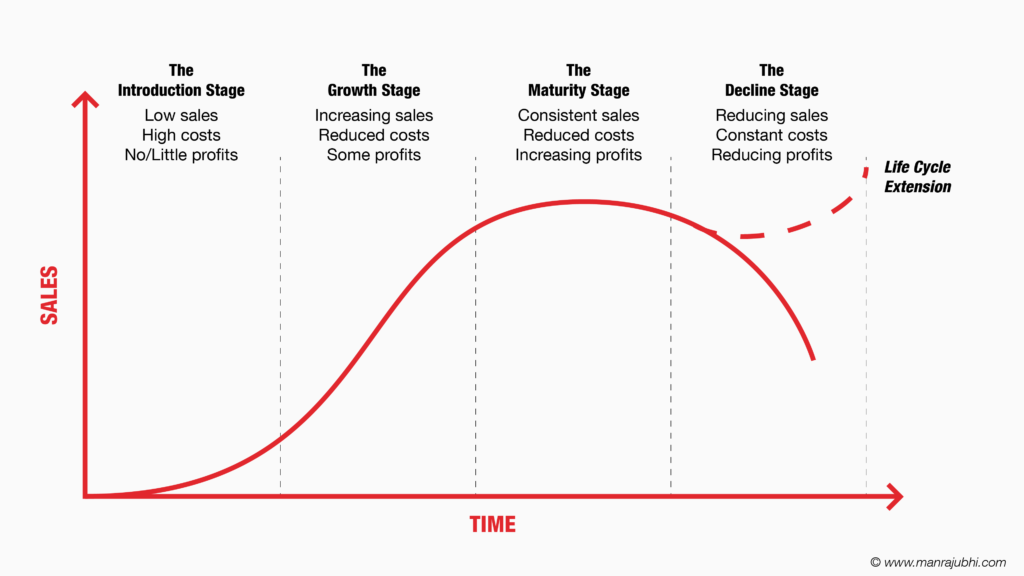 The
Introduction Stage
Low sales
High costs
No/Little profits
The
Growth Stage
Increasing sales
Reduced costs
Some profits
The
Maturity Stage
Consistent sales
Reduced costs
Increasing profits
The
Decline Stage
Reducing sales
Constant costs
Reducing profits
Life Cycle
Extension
SALES
TIME
© www.manrajubhi.com